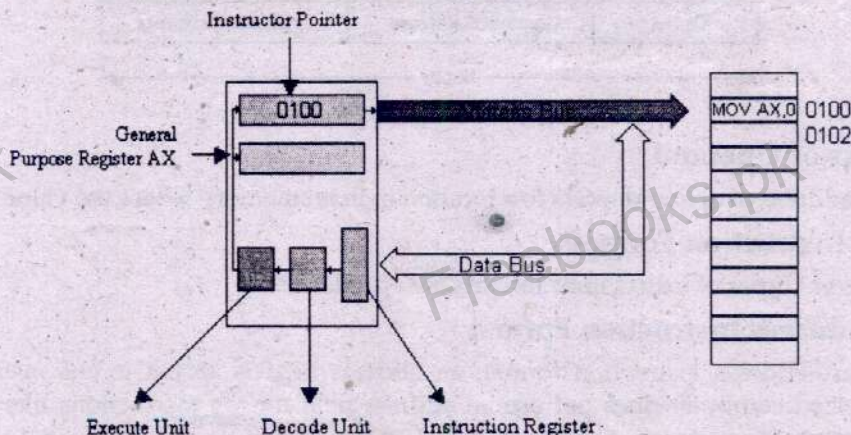 Instructor Pointer
0100
MOV AX,0 0100
0102
General
Purpose Register AX
Data Bus
Freebooks.pk
Execute Unit Decode Unit Instruction Register